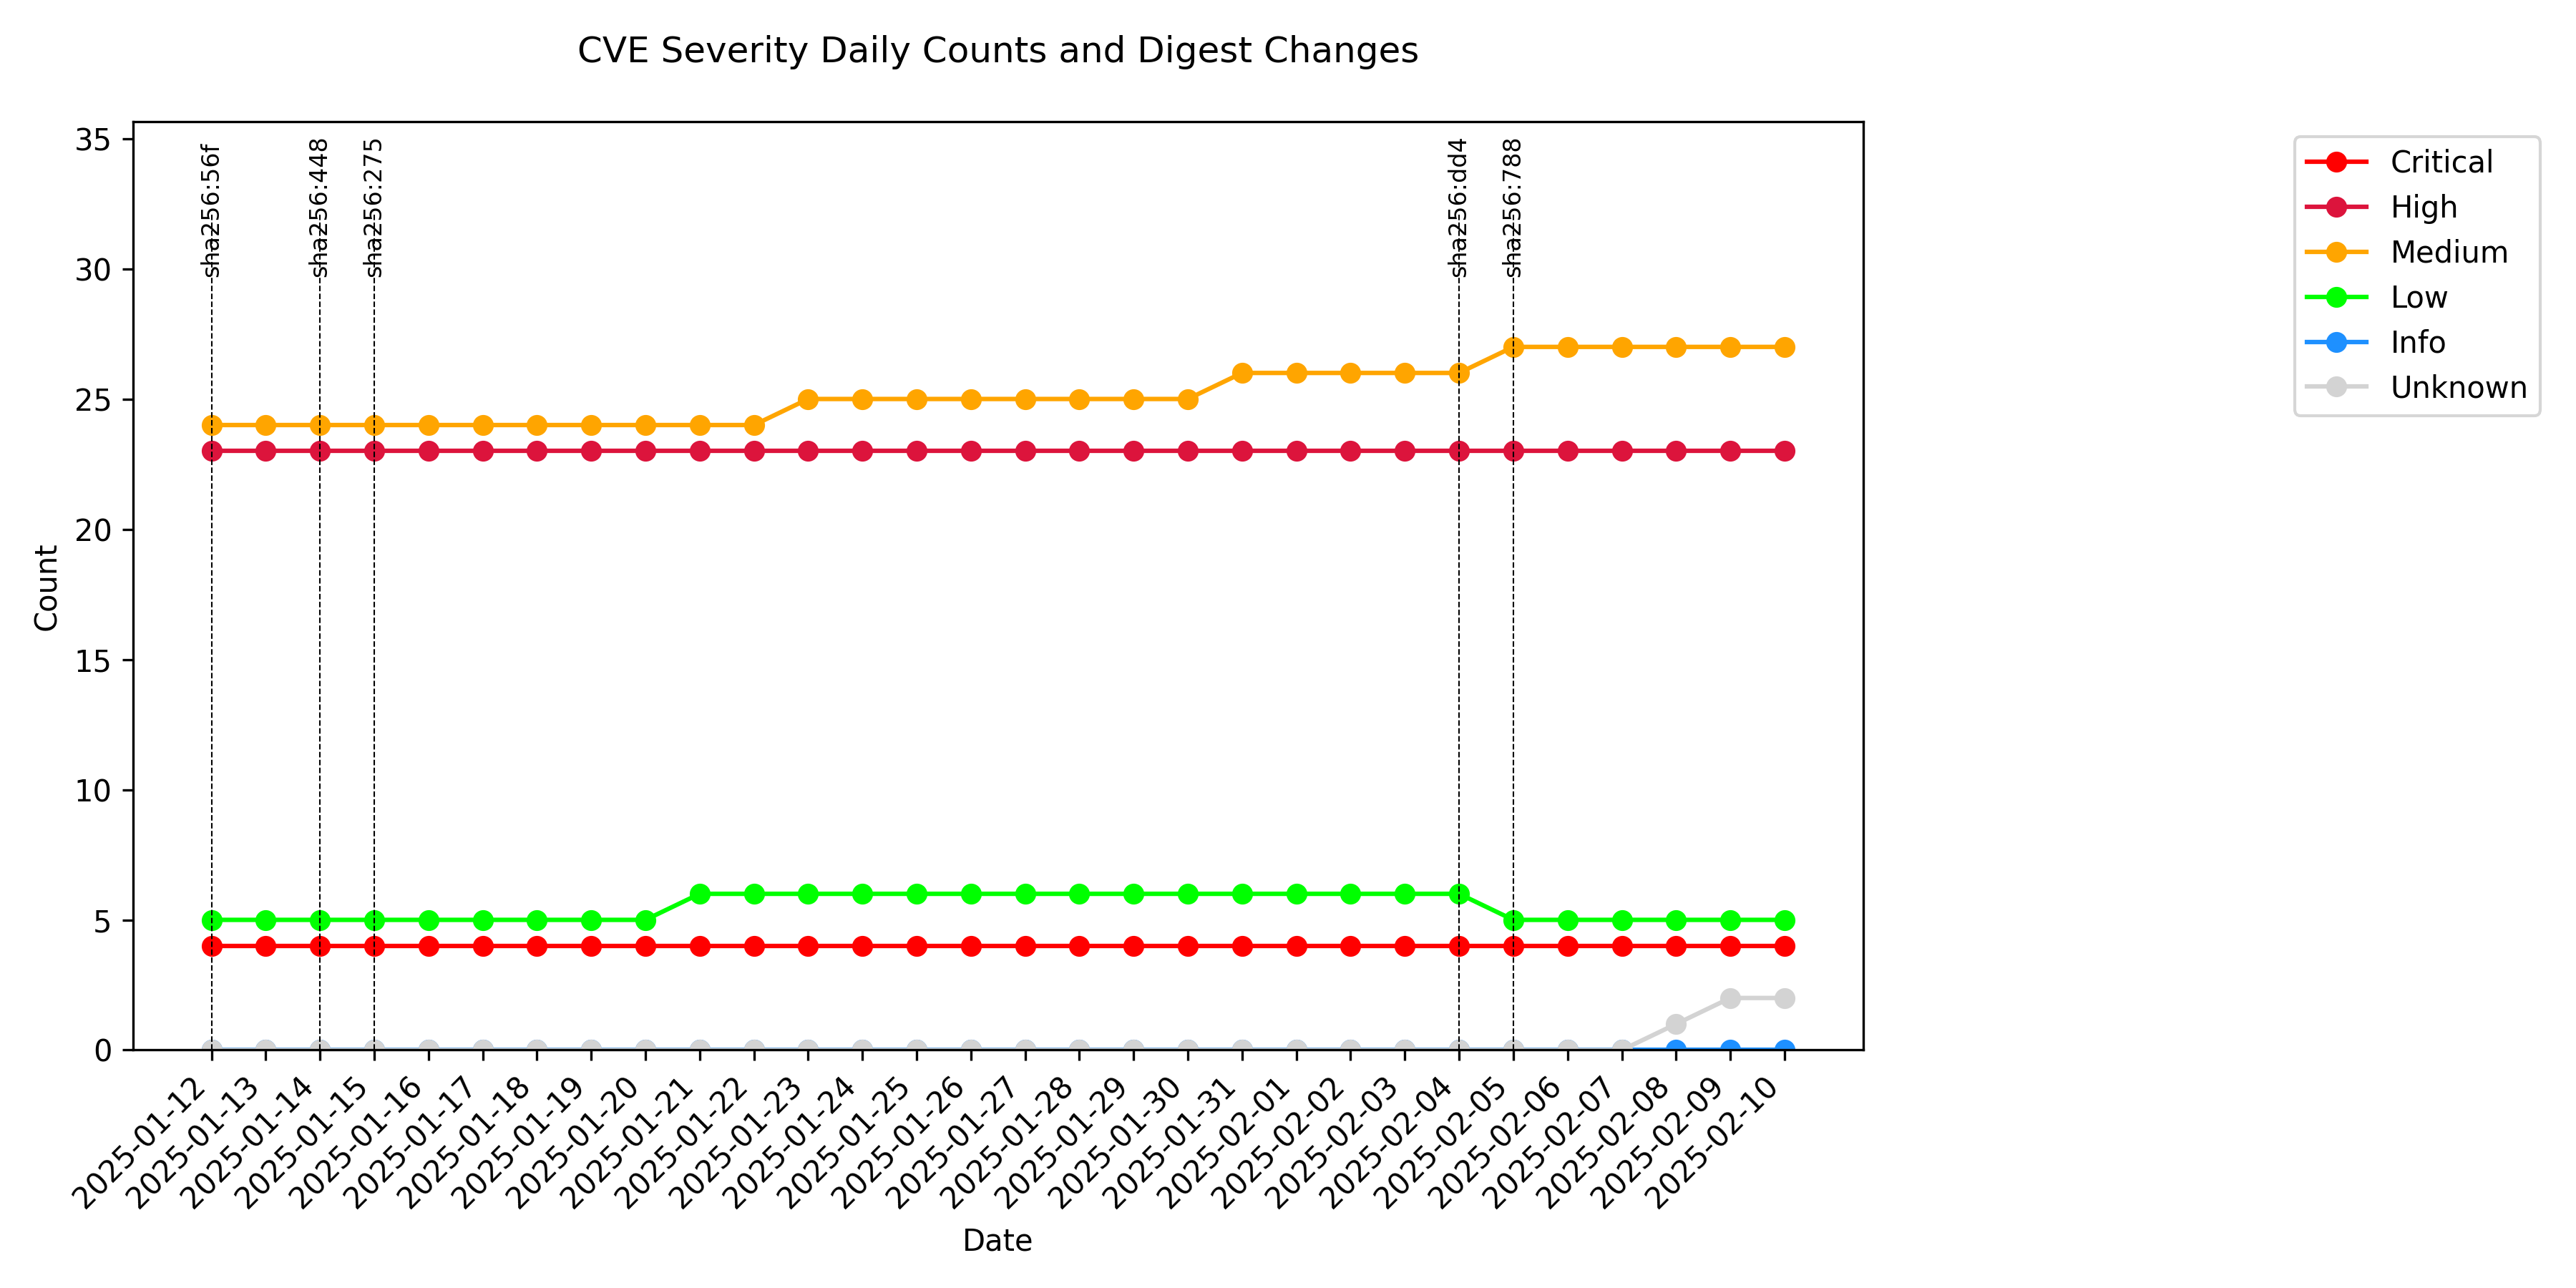 CVE Severity Daily Counts and Digest Changes
35
30
25
20
15
10
5
0
Count
sha256:56f
sha256:448
sha256:275
sha256:dd4
sha256:788
Critical
High
Medium
Low
Info
Unknown
2025-01-12
2025-01-13
2025-01-14
2025-01-15
2025-01-16
2025-01-17
2025-01-18
2025-01-19
2025-01-20
2025-01-21
2025-01-22
2025-01-23
2025-01-24
2025-01-25
2025-01-26
2025-01-27
2025-01-28
2025-01-29
2025-01-30
2025-01-31
2025-02-01
2025-02-02
2025-02-03
2025-02-04
2025-02-05
2025-02-06
2025-02-07
2025-02-08
2025-02-09
2025-02-10
Date